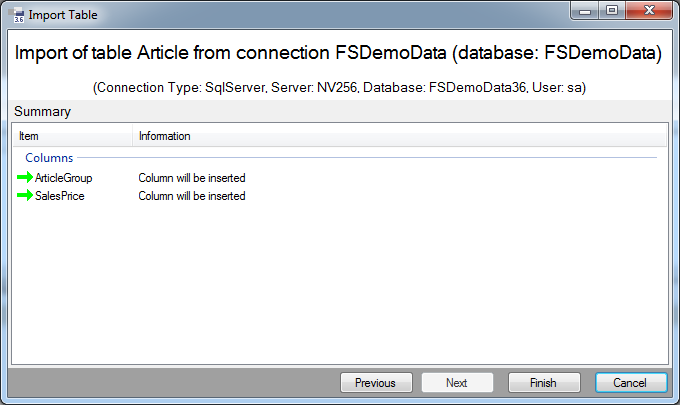 3.6 Import Table
Import of table Article from connection FSDemoData (database: FSDemoData)
(Connection Type: SqlServer, Server: NV256, Database: FSDemoData36, User: sa)
Summary
Item Information
Columns
ArticleGroup Column will be inserted
SalesPrice Column will be inserted
Previous Next Finish Cancel